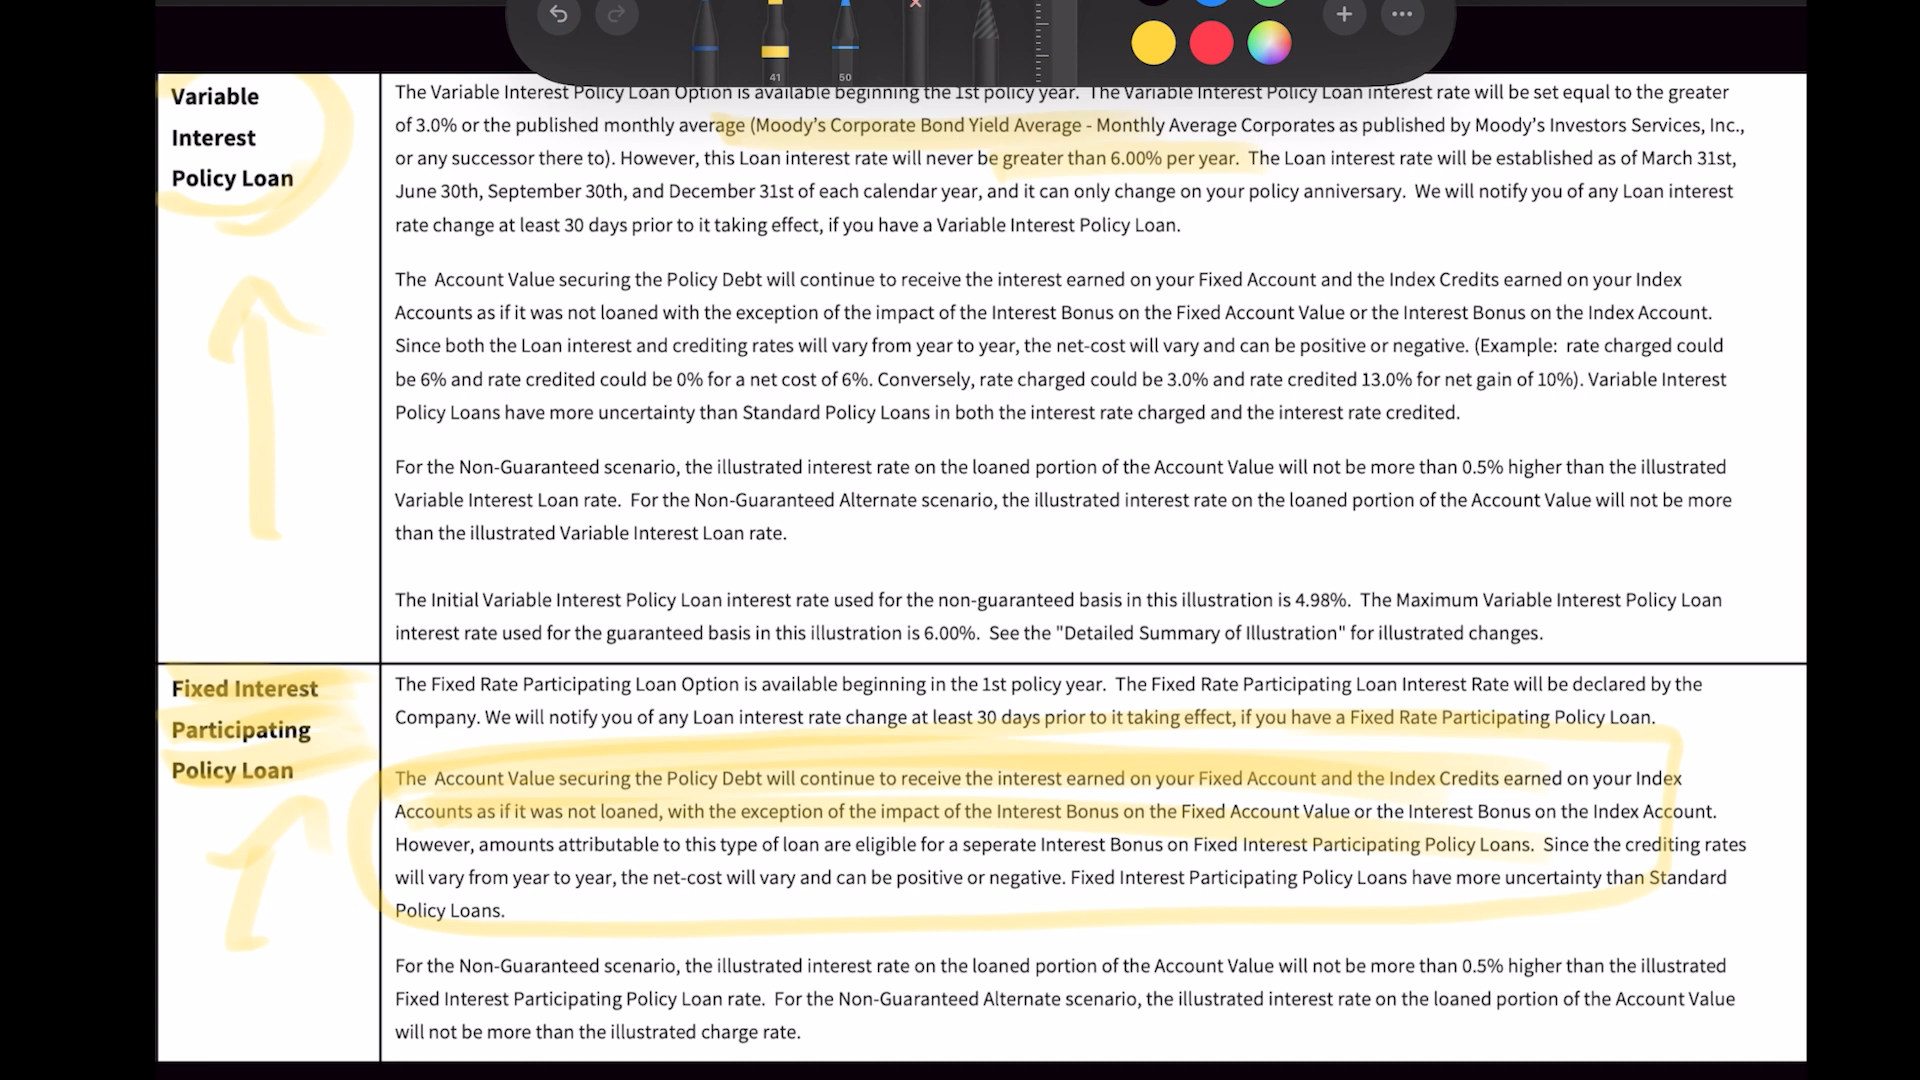 41
50
Variable
Interest
Policy Loan
The Variable Interest Policy Loan Option is available beginning the 1st policy year.  The Variable Interest Policy Loan interest rate will be set equal to the greater
of 3.0% or the published monthly average (Moody's Corporate Bond Yield Average - Monthly Average Corporates as published by Moody's Investors Services, Inc.,
or any successor there to). However, this Loan interest rate will never be greater than 6.00% per year.  The Loan interest rate will be established as of March 31st,
June 30th, September 30th, and December 31st of each calendar year, and it can only change on your policy anniversary.  We will notify you of any Loan interest
rate change at least 30 days prior to it taking effect, if you have a Variable Interest Policy Loan.
The  Account Value securing the Policy Debt will continue to receive the interest earned on your Fixed Account and the Index Credits earned on your Index
Accounts as if it was not loaned with the exception of the impact of the Interest Bonus on the Fixed Account Value or the Interest Bonus on the Index Account.
Since both the Loan interest and crediting rates will vary from year to year, the net-cost will vary and can be positive or negative. (Example:  rate charged could
be 6% and rate credited could be 0% for a net cost of 6%. Conversely, rate charged could be 3.0% and rate credited 13.0% for net gain of 10%). Variable Interest
Policy Loans have more uncertainty than Standard Policy Loans in both the interest rate charged and the interest rate credited.
For the Non-Guaranteed scenario, the illustrated interest rate on the loaned portion of the Account Value will not be more than 0.5% higher than the illustrated
Variable Interest Loan rate.  For the Non-Guaranteed Alternate scenario, the illustrated interest rate on the loaned portion of the Account Value will not be more
than the illustrated Variable Interest Loan rate.
The Initial Variable Interest Policy Loan interest rate used for the non-guaranteed basis in this illustration is 4.98%.  The Maximum Variable Interest Policy Loan
interest rate used for the guaranteed basis in this illustration is 6.00%.  See the "Detailed Summary of Illustration" for illustrated changes.
Fixed Interest
Participating
Policy Loan
The Fixed Rate Participating Loan Option is available beginning in the 1st policy year.  The Fixed Rate Participating Loan Interest Rate will be declared by the
Company. We will notify you of any Loan interest rate change at least 30 days prior to it taking effect, if you have a Fixed Rate Participating Policy Loan.
The  Account Value securing the Policy Debt will continue to receive the interest earned on your Fixed Account and the Index Credits earned on your Index
Accounts as if it was not loaned, with the exception of the impact of the Interest Bonus on the Fixed Account Value or the Interest Bonus on the Index Account.
However, amounts attributable to this type of loan are eligible for a seperate Interest Bonus on Fixed Interest Participating Policy Loans.  Since the crediting rates
will vary from year to year, the net-cost will vary and can be positive or negative. Fixed Interest Participating Policy Loans have more uncertainty than Standard
Policy Loans.
For the Non-Guaranteed scenario, the illustrated interest rate on the loaned portion of the Account Value will not be more than 0.5% higher than the illustrated
Fixed Interest Participating Policy Loan rate.  For the Non-Guaranteed Alternate scenario, the illustrated interest rate on the loaned portion of the Account Value
will not be more than the illustrated charge rate.